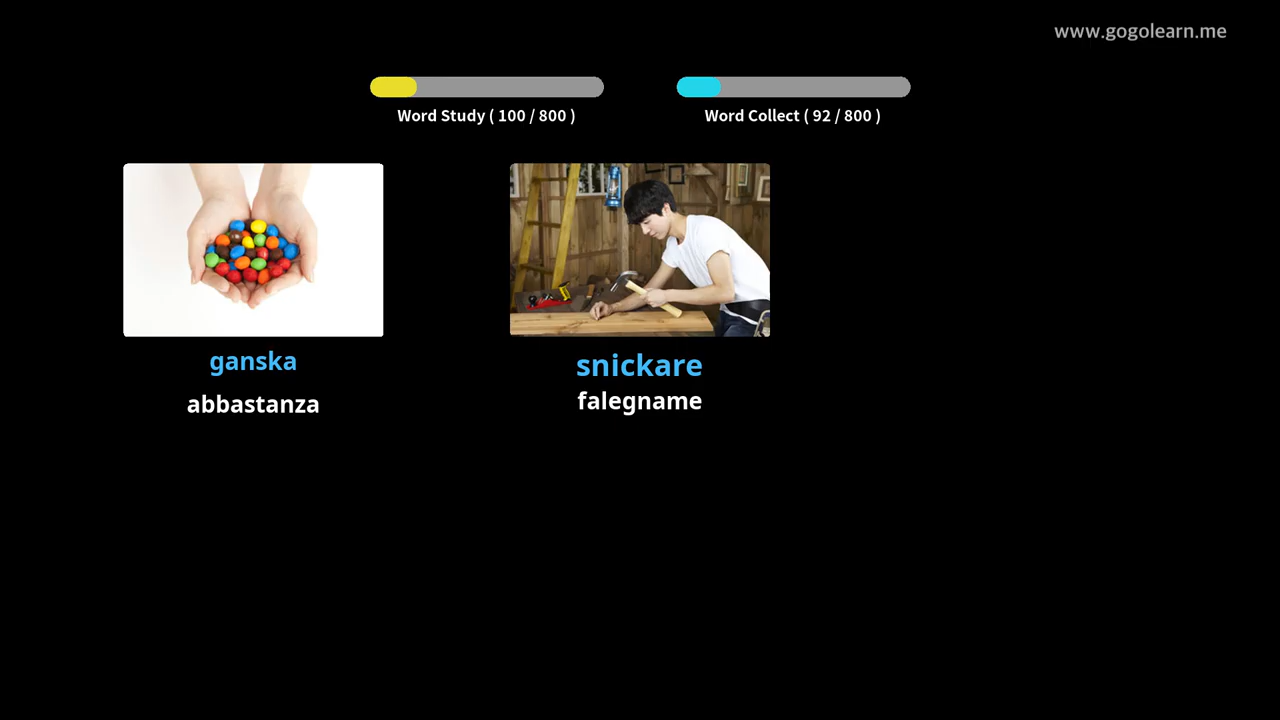 www.gogolearn.me
Word Study ( 100 / 800 )
Word Collect ( 92 / 800 )
ganska
abbastanza
snickare
falegname